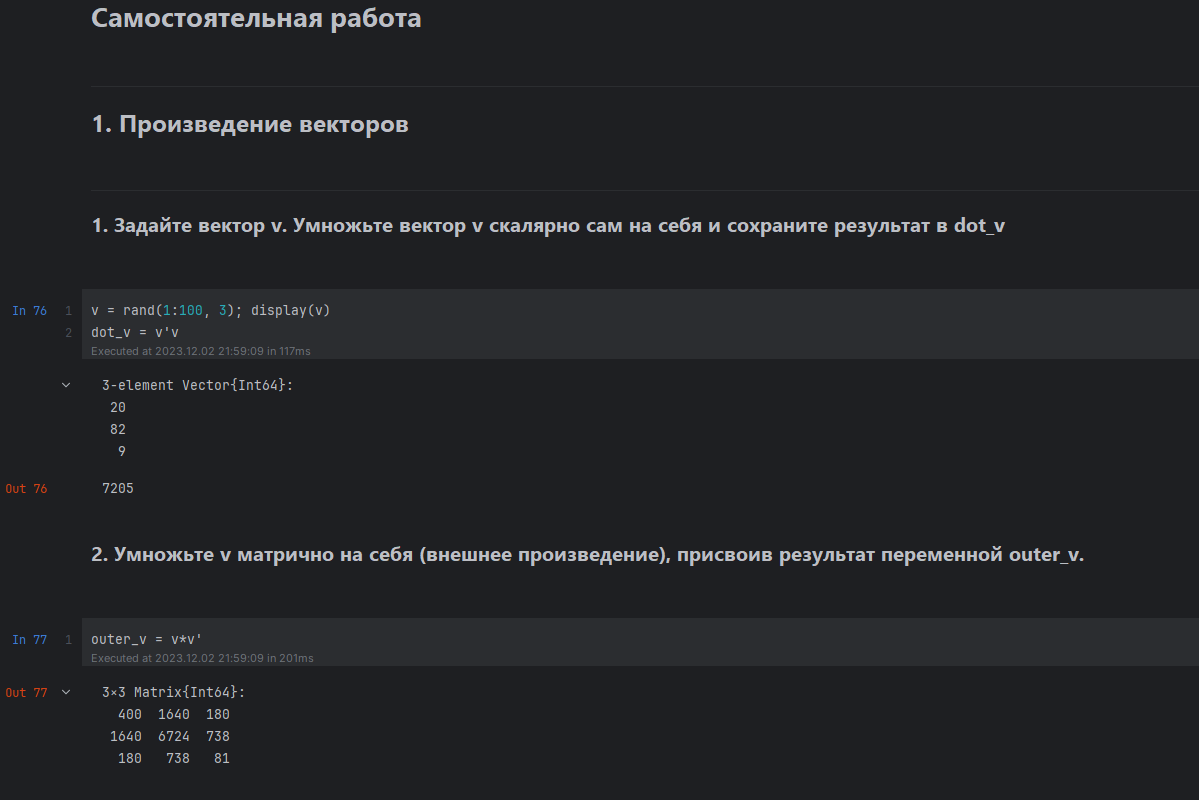 Самостоятельная работа
1. Произведение векторов
1. Задайте вектор v. Умножьте вектор v скалярно сам на себя и сохраните результат в dot_v
In 76 1 v = rand(1:100, 3); display(v)
2 dot_v = v'v
Executed at 2023.12.02 21:59:09 in 117ms
3-element Vector{Int64}:
20
82
9
Out 76 7205
2. Умножьте v матрично на себя (внешнее произведение), присвоив результат переменной outer_v.
In 77 1 outer_v = v*v'
Executed at 2023.12.02 21:59:09 in 201ms
Out 77 3×3 Matrix{Int64}:
400 1640 180
1640 6724 738
180 738 81